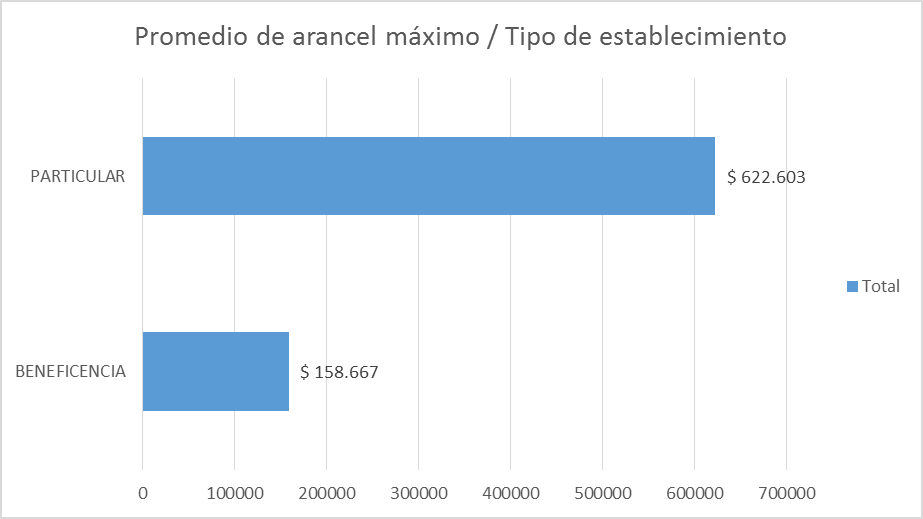 Promedio de arancel máximo / Tipo de establecimiento
PARTICULAR
$ 622.603
Total
BENEFICENCIA
$ 158.667
0 100000 200000 300000 400000 500000 600000 700000